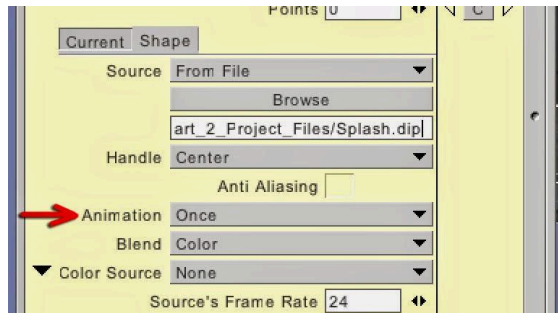 Points 0 C
Current Shape
Source From File
Browse
art_2_Project_Files/Splash.dip
Handle Center
Anti Aliasing
Animation Once
Blend Color
Color Source None
Source's Frame Rate 24